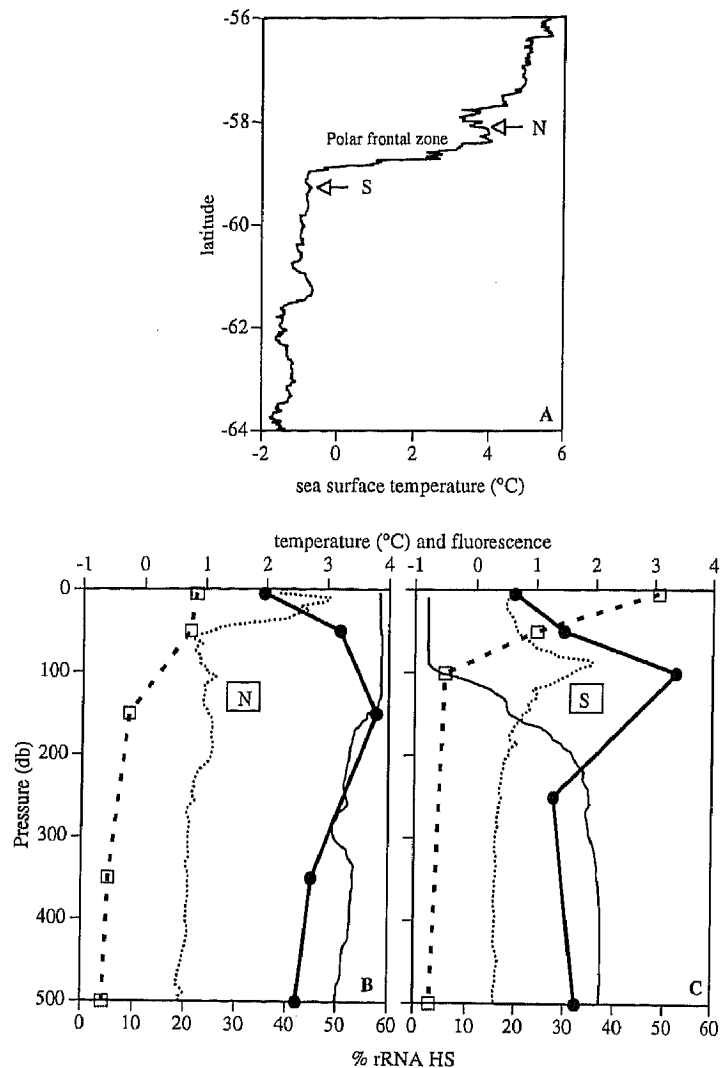 -56
-58
-60
-62
-64
latitude
Polar frontal zone
N
S
A
-2 0 2 4 6
sea surface temperature (°C)
temperature (°C) and fluorescence
-1 0 1 2 3 4 -1 0 1 2 3 4
0
100
200
300
400
500
Pressure (db)
N
S
B
C
0 10 20 30 40 50 60 0 10 20 30 40 50 60
% rRNA HS